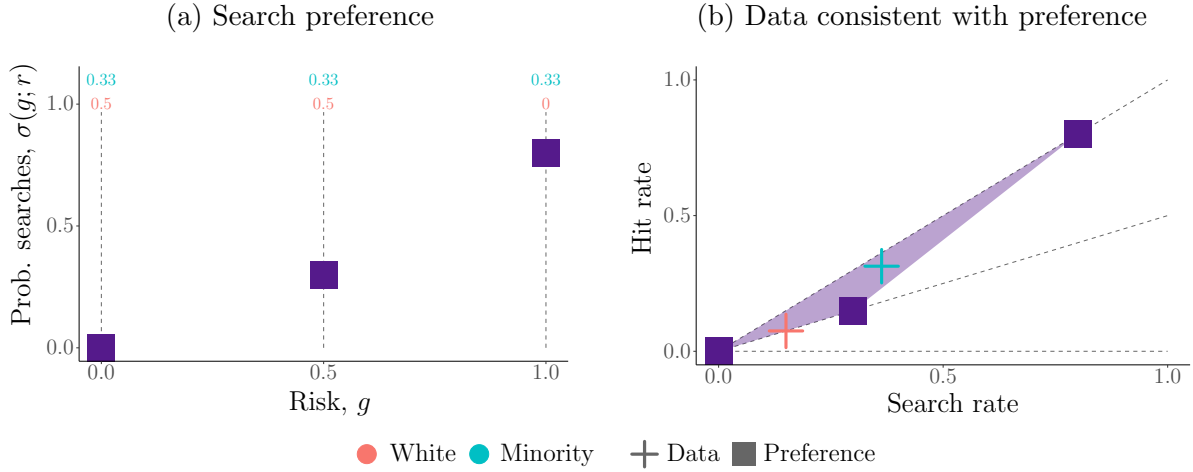 (a) Search preference
Prob. searches, σ(g; r)
0.33 0.33 0.33
0.5 0.5 0
1.0
0.5
0.0
0.0 0.5 1.0
Risk, g
(b) Data consistent with preference
Hit rate
1.0
0.5
0.0
0.0 0.5 1.0
Search rate
White Minority Data Preference